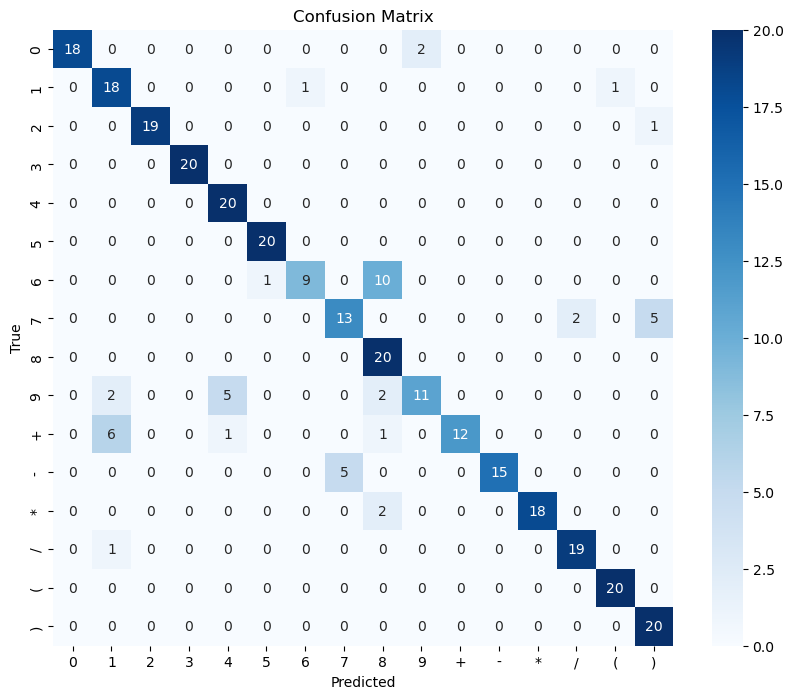 Confusion Matrix
0 18 0 0 0 0 0 0 0 0 2 0 0 0 0 0 0
1 0 18 0 0 0 0 1 0 0 0 0 0 0 0 1 0
2 0 0 19 0 0 0 0 0 0 0 0 0 0 0 0 1
3 0 0 0 20 0 0 0 0 0 0 0 0 0 0 0 0
4 0 0 0 0 20 0 0 0 0 0 0 0 0 0 0 0
5 0 0 0 0 0 20 0 0 0 0 0 0 0 0 0 0
6 0 0 0 0 0 1 9 0 10 0 0 0 0 0 0 0
7 0 0 0 0 0 0 0 13 0 0 0 0 0 2 0 5
8 0 0 0 0 0 0 0 0 20 0 0 0 0 0 0 0
9 0 2 0 0 5 0 0 0 2 11 0 0 0 0 0 0
+ 0 6 0 0 1 0 0 0 1 0 12 0 0 0 0 0
- 0 0 0 0 0 0 0 5 0 0 0 15 0 0 0 0
* 0 0 0 0 0 0 0 0 2 0 0 0 18 0 0 0
/ 0 1 0 0 0 0 0 0 0 0 0 0 0 19 0 0
( 0 0 0 0 0 0 0 0 0 0 0 0 0 0 20 0
) 0 0 0 0 0 0 0 0 0 0 0 0 0 0 0 20
0 1 2 3 4 5 6 7 8 9 + - * / ( )
Predicted
True
20.0
17.5
15.0
12.5
10.0
7.5
5.0
2.5
0.0